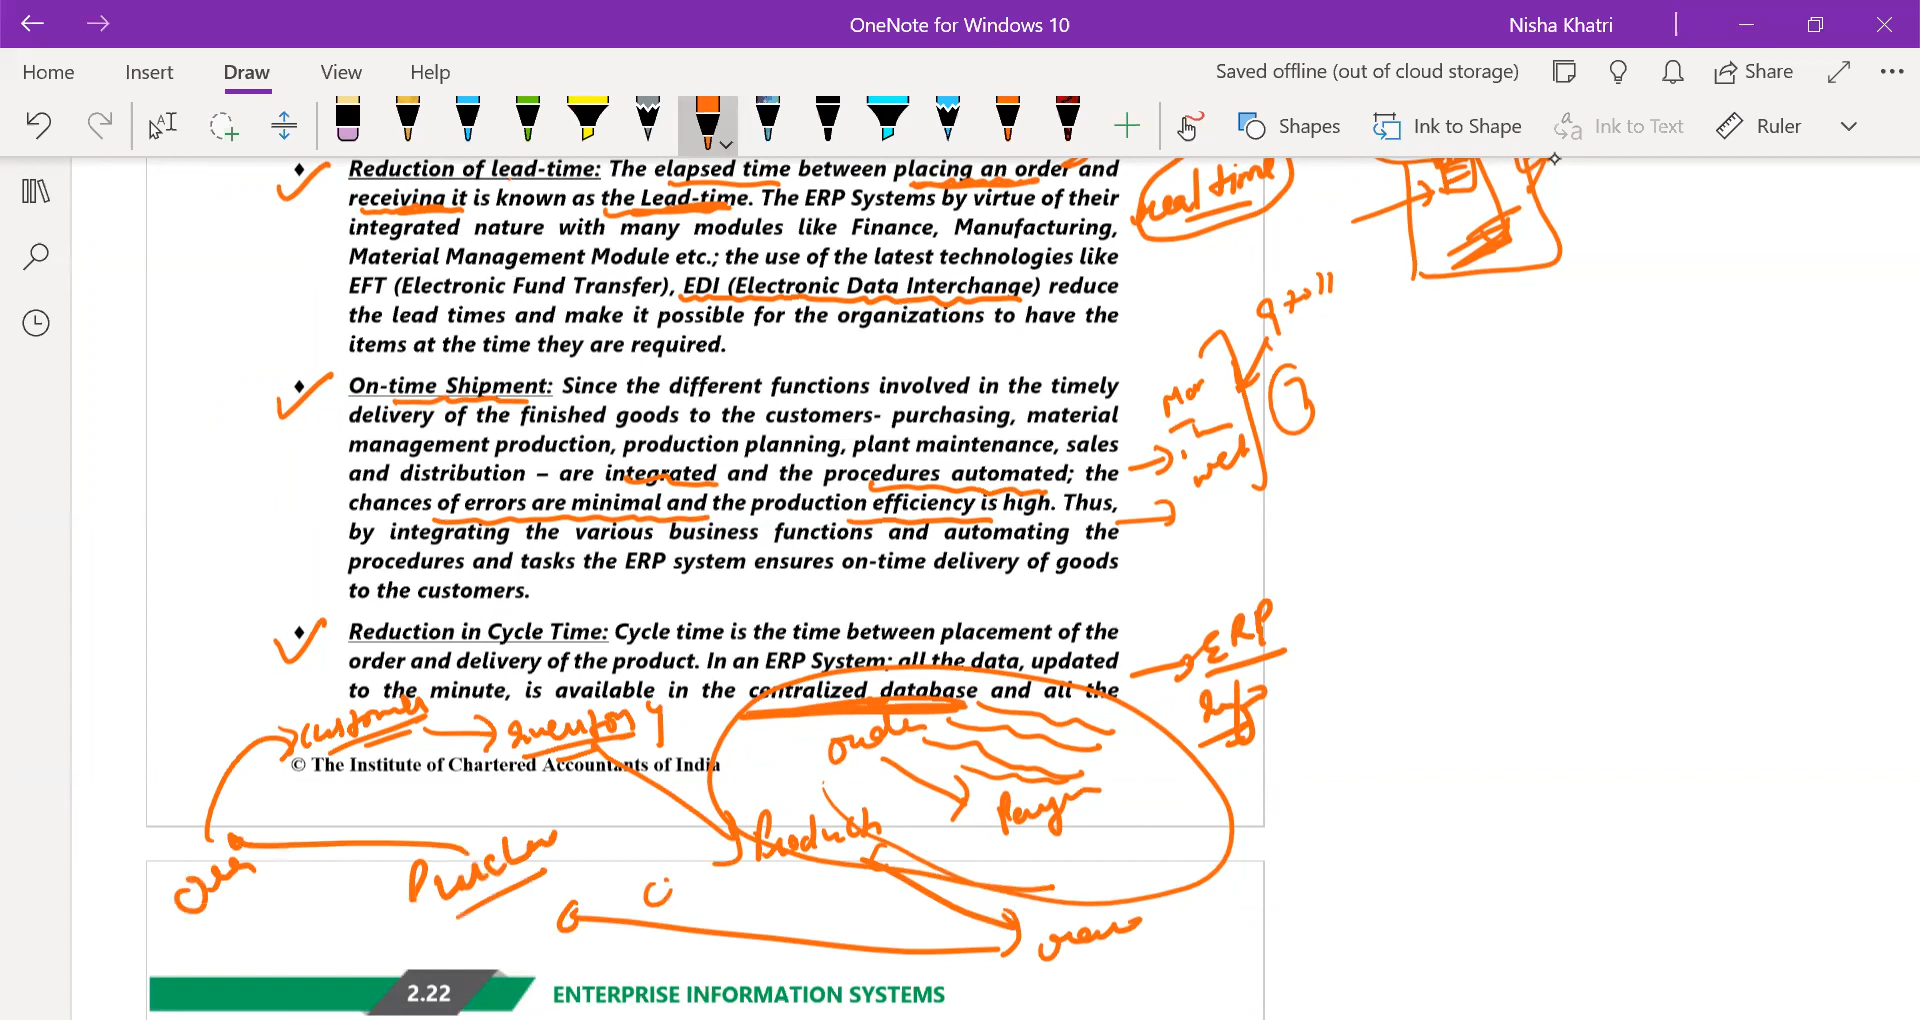 OneNote for Windows 10
Nisha Khatri
Home Insert Draw View Help
Saved offline (out of cloud storage)
Share
Shapes
Ink to Shape
Ink to Text
Ruler
♦ Reduction of lead-time: The elapsed time between placing an order and
receiving it is known as the Lead-time. The ERP Systems by virtue of their
integrated nature with many modules like Finance, Manufacturing,
Material Management Module etc.; the use of the latest technologies like
EFT (Electronic Fund Transfer), EDI (Electronic Data Interchange) reduce
the lead times and make it possible for the organizations to have the
items at the time they are required.
real time
♦ On-time Shipment: Since the different functions involved in the timely
delivery of the finished goods to the customers- purchasing, material
management production, production planning, plant maintenance, sales
and distribution – are integrated and the procedures automated; the
chances of errors are minimal and the production efficiency is high. Thus,
by integrating the various business functions and automating the
procedures and tasks the ERP system ensures on-time delivery of goods
to the customers.
♦ Reduction in Cycle Time: Cycle time is the time between placement of the
order and delivery of the product. In an ERP System; all the data, updated
to the minute, is available in the centralized database and all the
ERP
customer
Inventory
order
© The Institute of Chartered Accountants of India
2.22 ENTERPRISE INFORMATION SYSTEMS